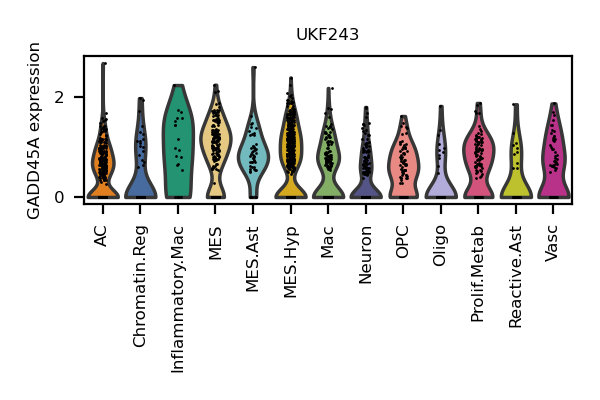 UKF243
GADD45A expression
2
0
AC
Chromatin.Reg
Inflammatory.Mac
MES
MES.Ast
MES.Hyp
Mac
Neuron
OPC
Oligo
Prolif.Metab
Reactive.Ast
Vasc